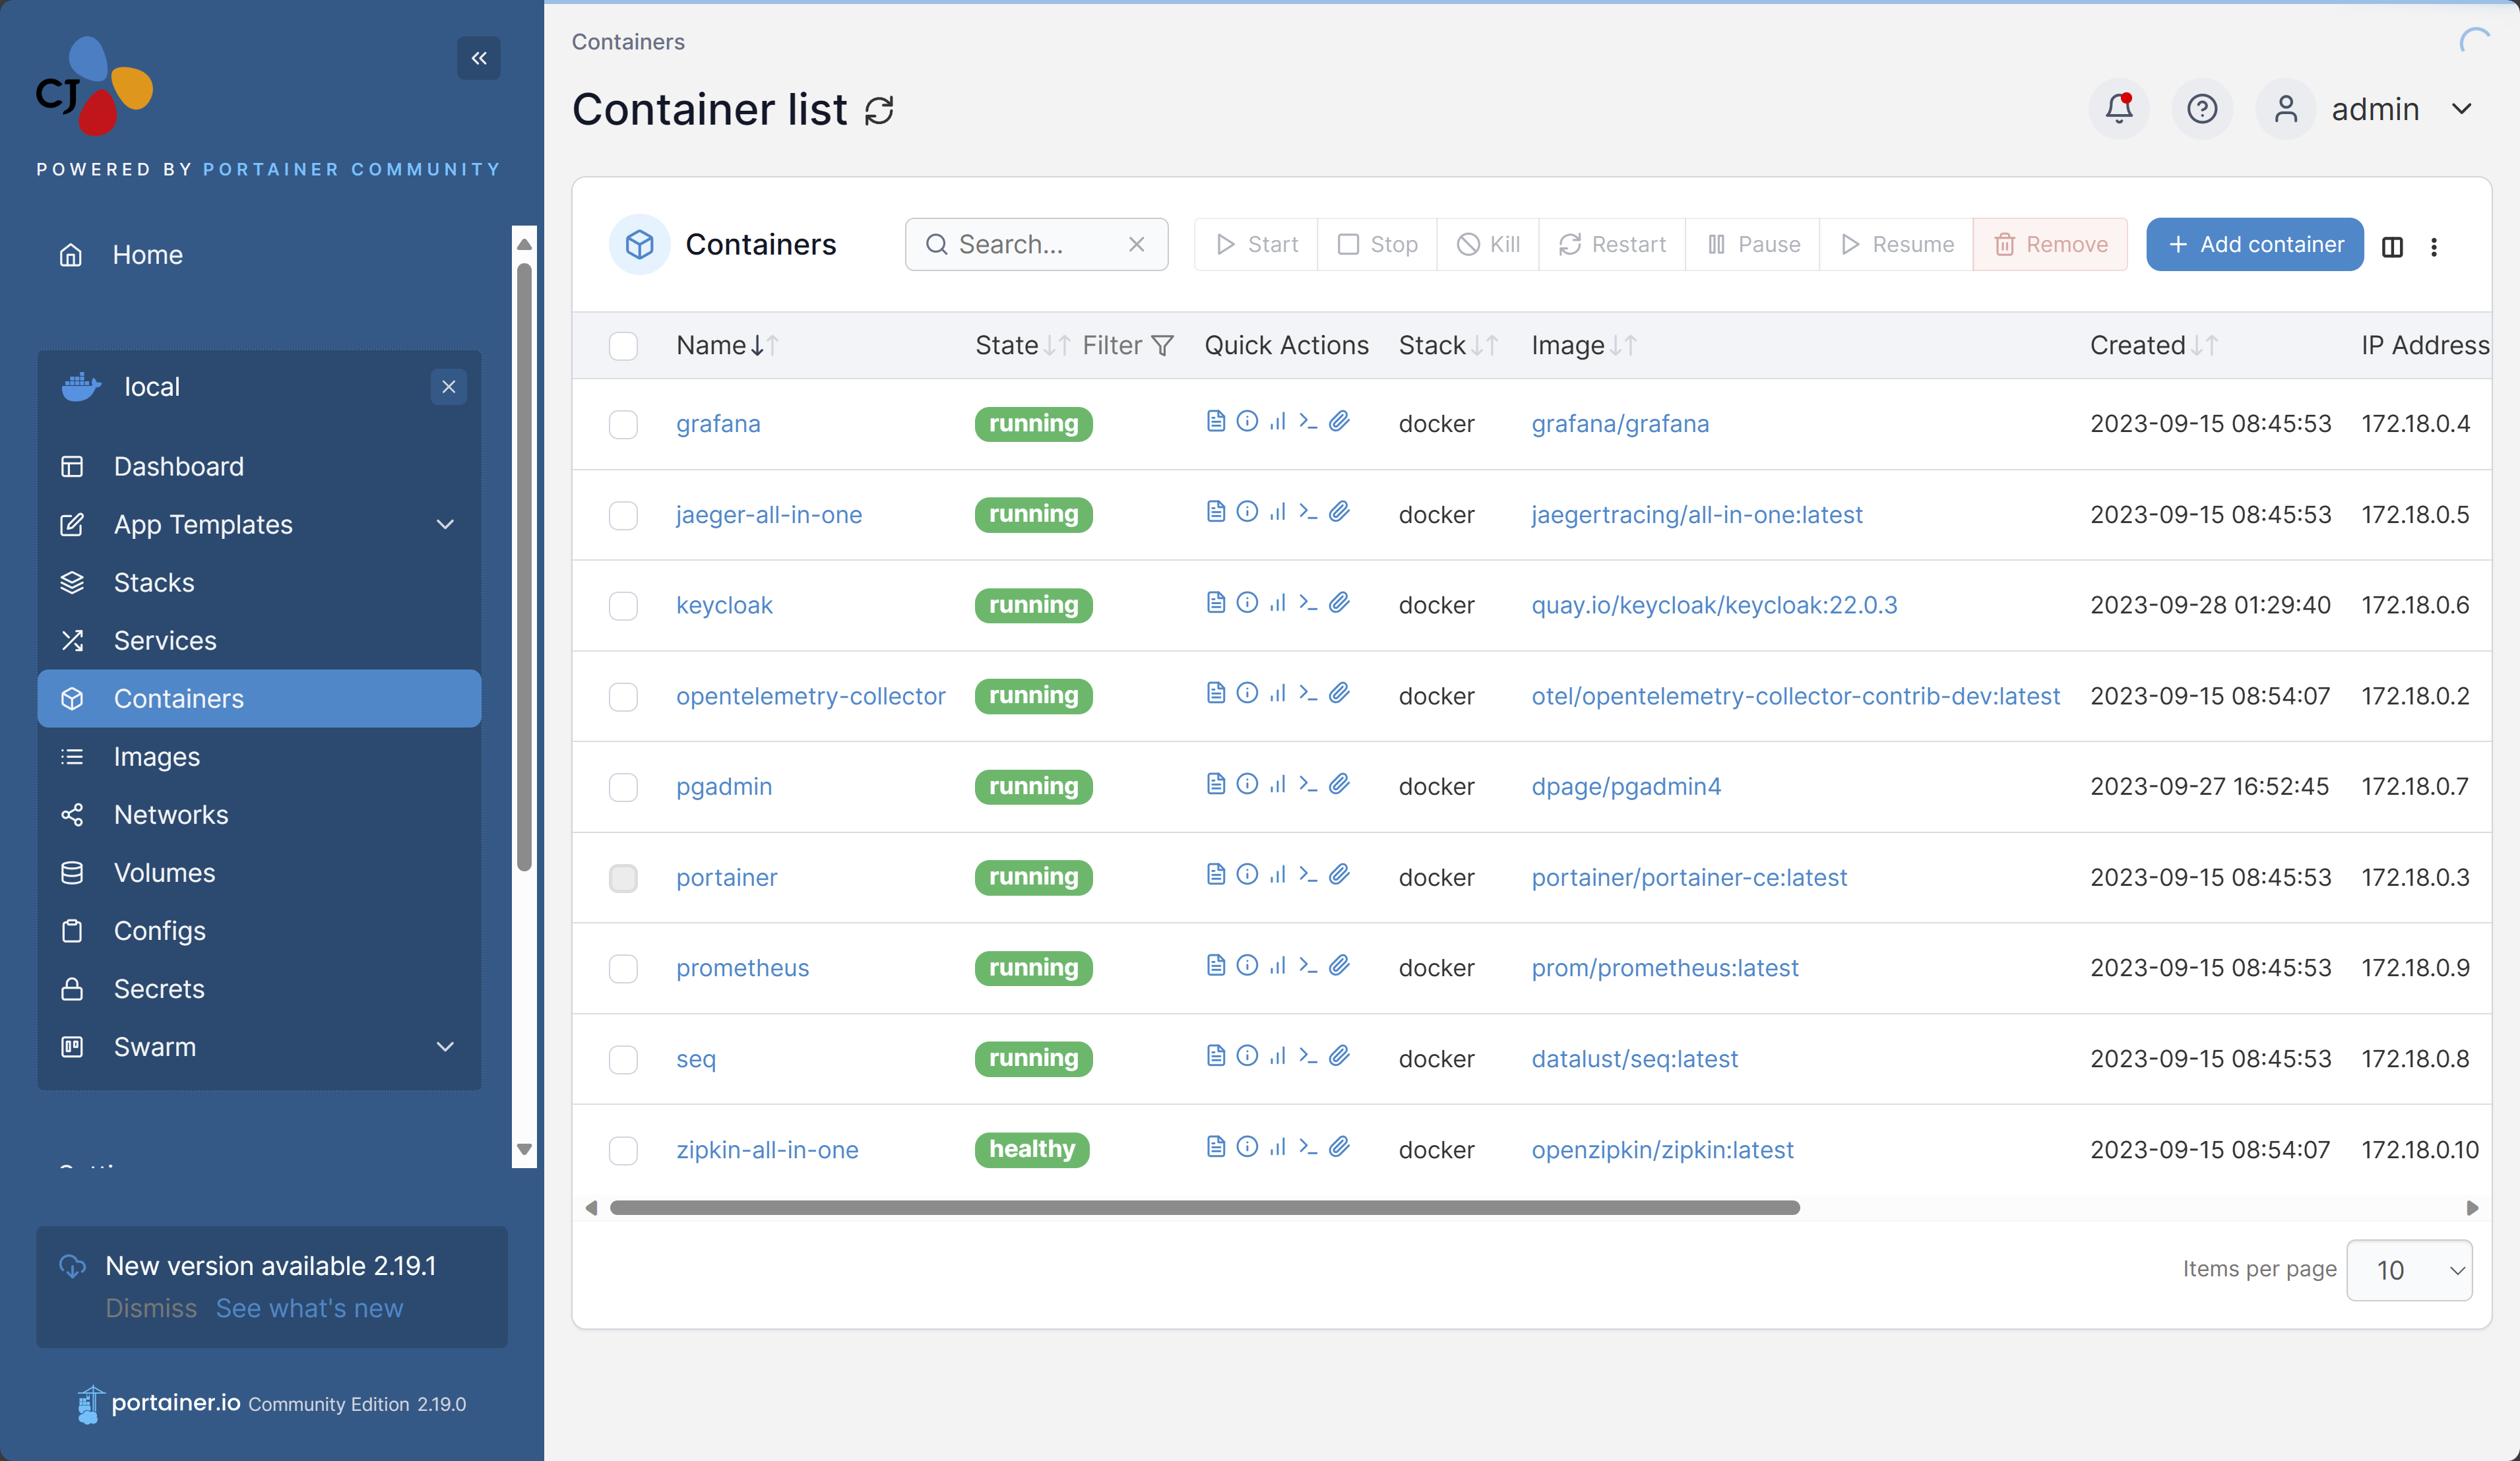 CJ
POWERED BY PORTAINER COMMUNITY
Home
local
Dashboard
App Templates
Stacks
Services
Containers
Images
Networks
Volumes
Configs
Secrets
Swarm
New version available 2.19.1
Dismiss See what's new
portainer.io Community Edition 2.19.0
Containers
Container list
admin
Containers Search... Start Stop Kill Restart Pause Resume Remove Add container
Name State Filter Quick Actions Stack Image Created IP Address
grafana running docker grafana/grafana 2023-09-15 08:45:53 172.18.0.4
jaeger-all-in-one running docker jaegertracing/all-in-one:latest 2023-09-15 08:45:53 172.18.0.5
keycloak running docker quay.io/keycloak/keycloak:22.0.3 2023-09-28 01:29:40 172.18.0.6
opentelemetry-collector running docker otel/opentelemetry-collector-contrib-dev:latest 2023-09-15 08:54:07 172.18.0.2
pgadmin running docker dpage/pgadmin4 2023-09-27 16:52:45 172.18.0.7
portainer running docker portainer/portainer-ce:latest 2023-09-15 08:45:53 172.18.0.3
prometheus running docker prom/prometheus:latest 2023-09-15 08:45:53 172.18.0.9
seq running docker datalust/seq:latest 2023-09-15 08:45:53 172.18.0.8
zipkin-all-in-one healthy docker openzipkin/zipkin:latest 2023-09-15 08:54:07 172.18.0.10
Items per page 10